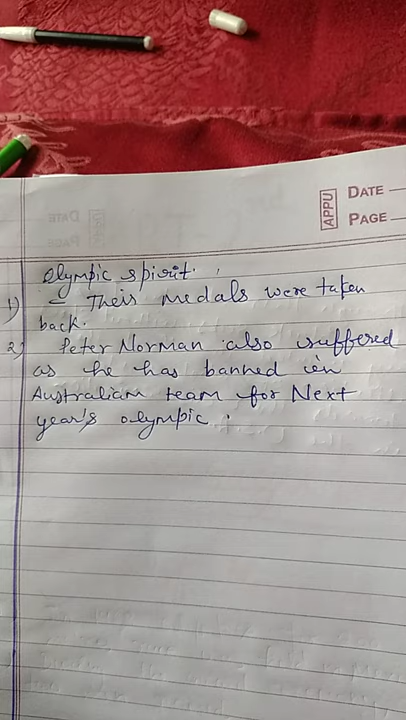 APPU
DATE
PAGE
Olympic spirit.
1) - Their medals were taken
back.
2) Peter Norman also suffered
as he has banned in
Australian team for Next
year's olympic.